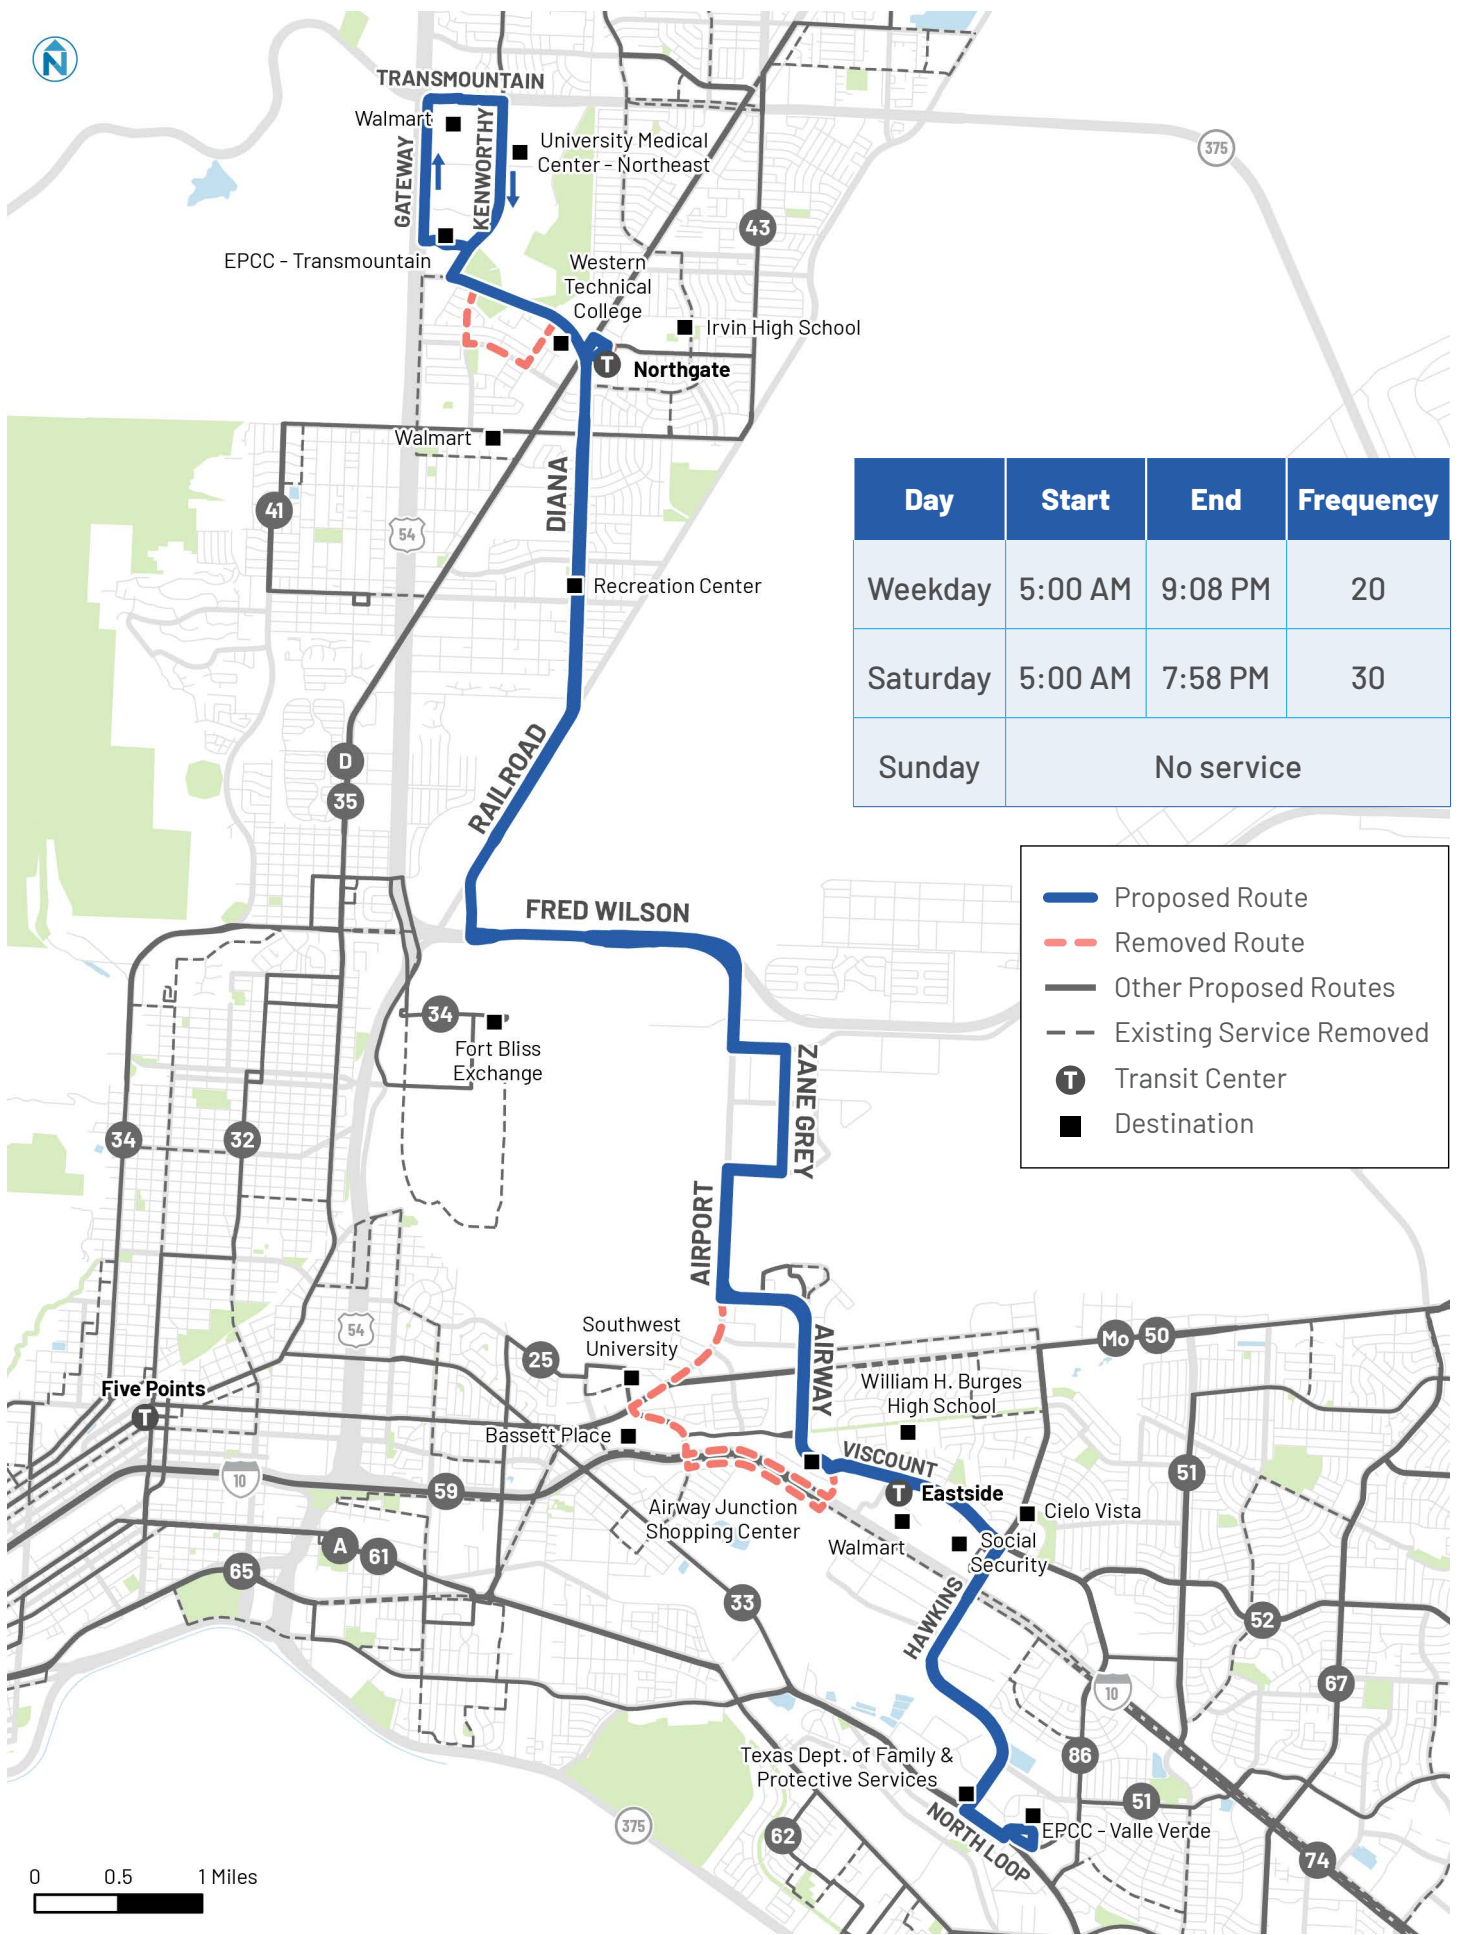 N
TRANSMOUNTAIN
Walmart
GATEWAY
KENWORTHY
University Medical
Center - Northeast
375
43
EPCC - Transmountain
Western
Technical
College
Irvin High School
T
Northgate
Walmart
41
54
DIANA
Recreation Center
Day Start End Frequency
Weekday 5:00 AM 9:08 PM 20
Saturday 5:00 AM 7:58 PM 30
Sunday No service
D
35
RAILROAD
FRED WILSON
Proposed Route
Removed Route
Other Proposed Routes
Existing Service Removed
T Transit Center
Destination
34
Fort Bliss
Exchange
ZANE GREY
34
32
AIRPORT
54
Southwest
University
25
AIRWAY
Mo
50
Five Points
T
William H. Burges
High School
Bassett Place
VISCOUNT
10
59
51
T
Eastside
Airway Junction
Shopping Center
Cielo Vista
Walmart
Social
Security
A
61
65
33
HAWKINS
52
10
67
86
Texas Dept. of Family &
Protective Services
51
NORTH LOOP
EPCC - Valle Verde
375
62
74
0 0.5 1 Miles